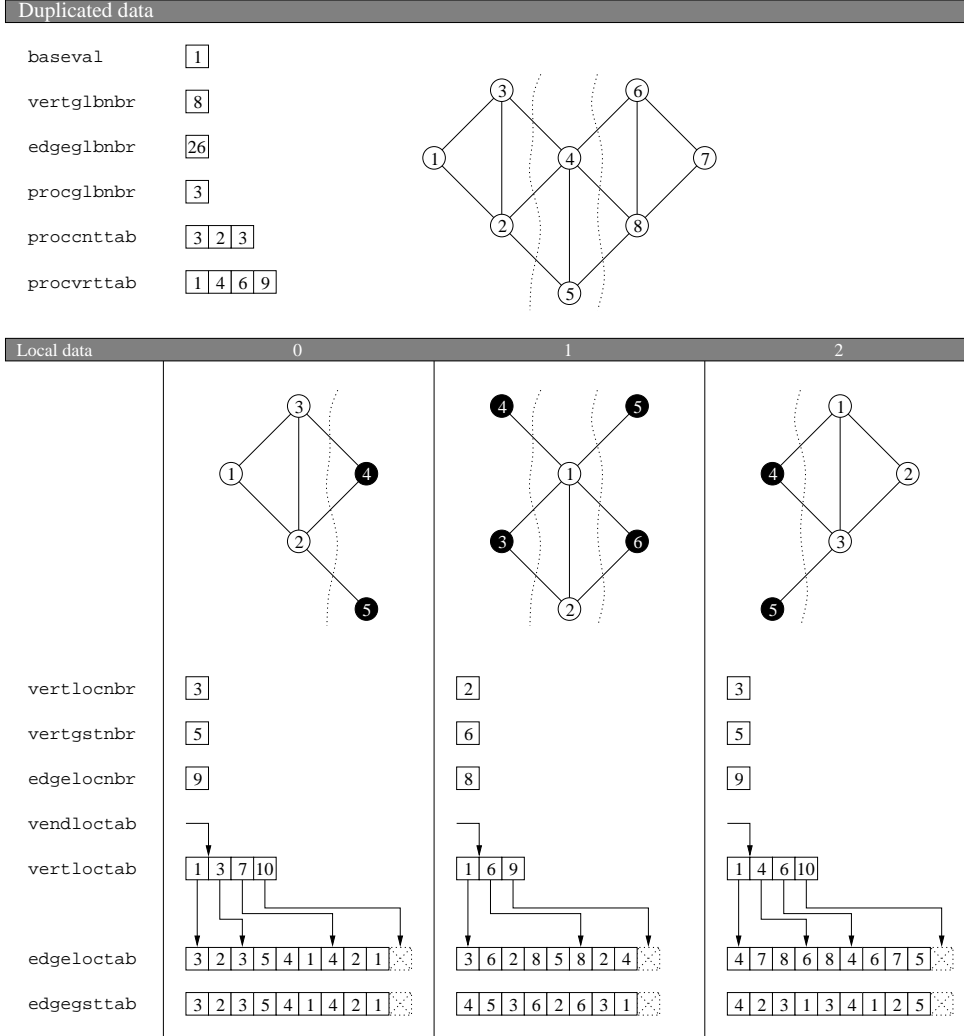 Duplicated data
baseval 1
vertglbnbr 8
edgeglbnbr 26
procglbnbr 3
proccnttab 3 2 3
procvrttab 1 4 6 9
3 6
1 4 7
2 8
5
Local data 0 1 2
3 4 5 1
1 4 1 4 2
2 3 6 3
5 2 5
vertlocnbr 3 2 3
vertgstnbr 5 6 5
edgelocnbr 9 8 9
vendloctab
vertloctab 1 3 7 10 1 6 9 1 4 6 10
edgeloctab 3 2 3 5 4 1 4 2 1 3 6 2 8 5 8 2 4 4 7 8 6 8 4 6 7 5
edgegsttab 3 2 3 5 4 1 4 2 1 4 5 3 6 2 6 3 1 4 2 3 1 3 4 1 2 5